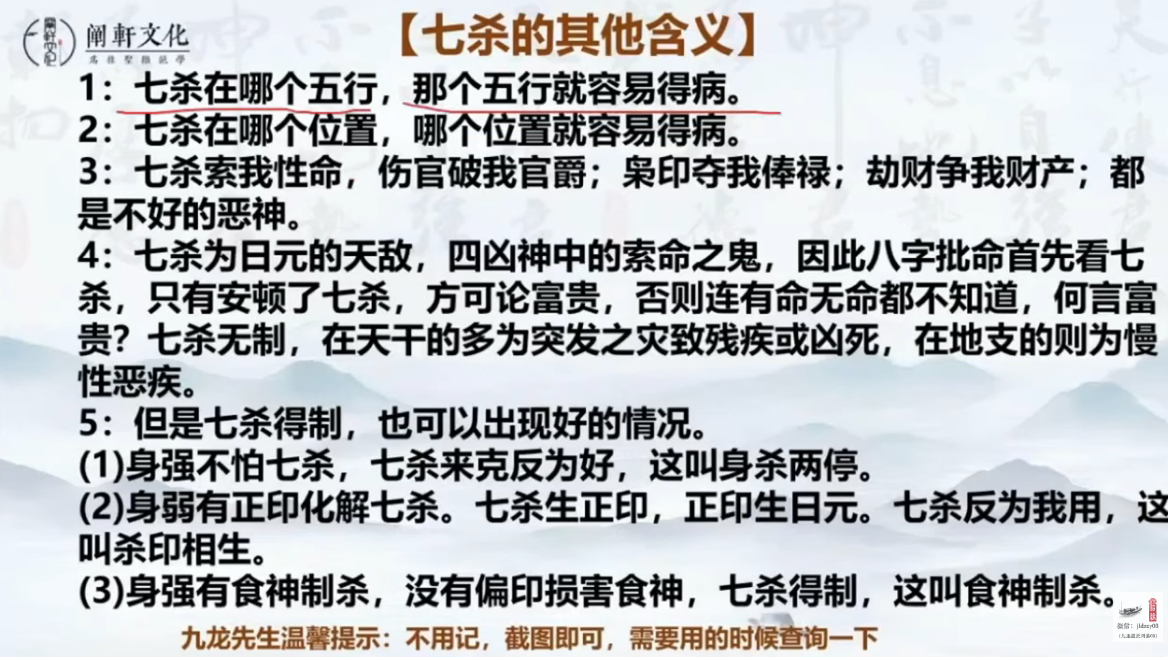 阐軒文化
【七杀的其他含义】
1：七杀在哪个五行，那个五行就容易得病。
2：七杀在哪个位置，哪个位置就容易得病。
3：七杀索我性命，伤官破我官爵；枭印夺我俸禄；劫财争我财产；都
是不好的恶神。
4：七杀为日元的天敌，四凶神中的索命之鬼，因此八字批命首先看七
杀，只有安顿了七杀，方可论富贵，否则连有命无命都不知道，何言富
贵？七杀无制，在天干的多为突发之灾致残疾或凶死，在地支的则为慢
性恶疾。
5：但是七杀得制，也可以出现好的情况。
(1)身强不怕七杀，七杀来克反为好，这叫身杀两停。
(2)身弱有正印化解七杀。七杀生正印，正印生日元。七杀反为我用，这
叫杀印相生。
(3)身强有食神制杀，没有偏印损害食神，七杀得制，这叫食神制杀。
九龙先生温馨提示：不用记，截图即可，需要用的时候查询一下